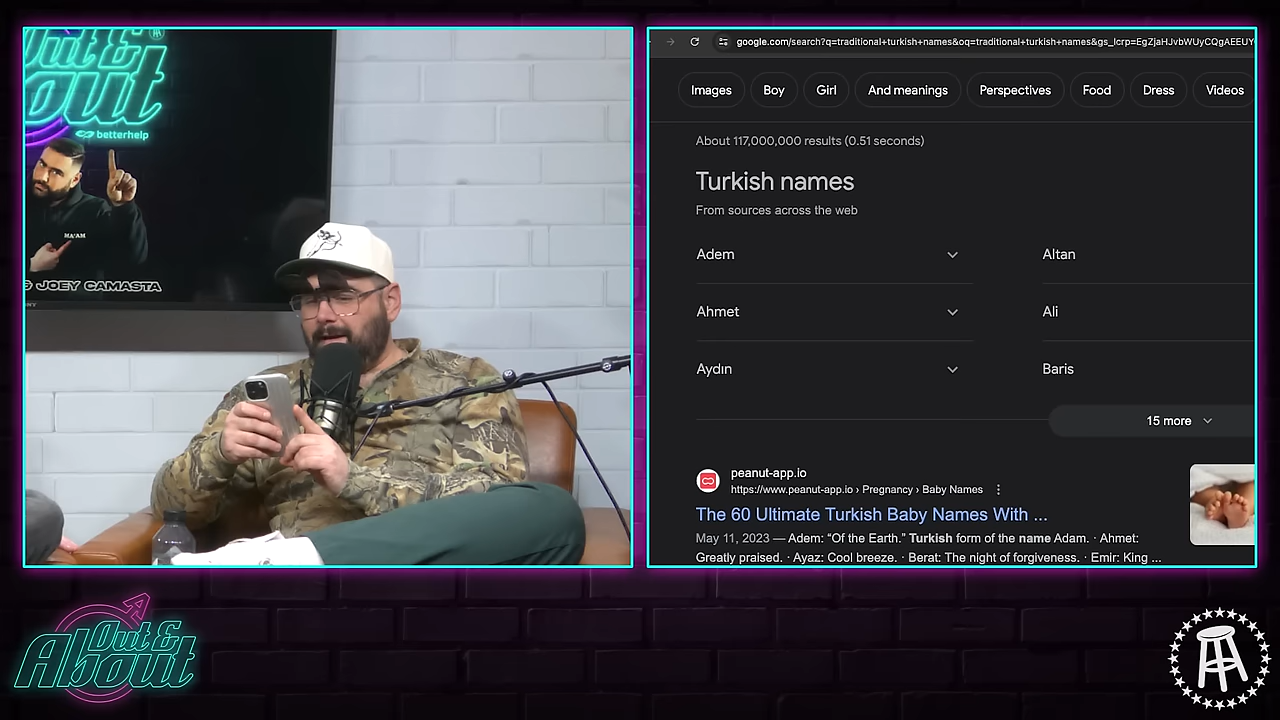 Out &
About
betterhelp
MA'AM
& JOEY CAMASTA
SONY
google.com/search?q=traditional+turkish+names&oq=traditional+turkish+names&gs_lcrp=EgZjaHJvbWUyCQgAEEUY
Images
Boy
Girl
And meanings
Perspectives
Food
Dress
Videos
About 117,000,000 results (0.51 seconds)
Turkish names
From sources across the web
Adem
Altan
Ahmet
Ali
Aydın
Baris
15 more
peanut-app.io
https://www.peanut-app.io › Pregnancy › Baby Names
The 60 Ultimate Turkish Baby Names With ...
May 11, 2023 — Adem: “Of the Earth.” Turkish form of the name Adam. · Ahmet:
Greatly praised. · Ayaz: Cool breeze. · Berat: The night of forgiveness. · Emir: King ...
Out &
About